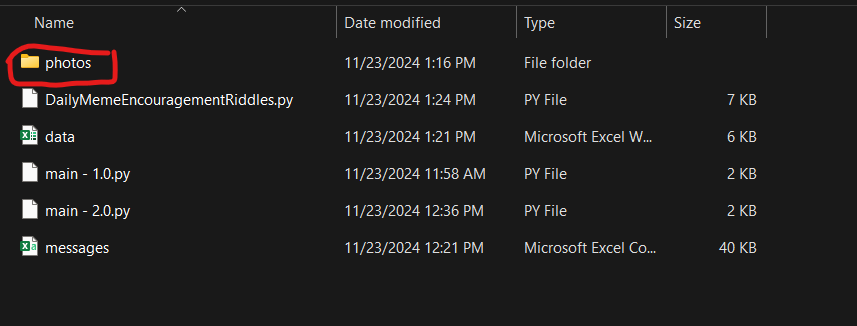 Name Date modified Type Size
photos 11/23/2024 1:16 PM File folder
DailyMemeEncouragementRiddles.py 11/23/2024 1:24 PM PY File 7 KB
data 11/23/2024 1:21 PM Microsoft Excel W... 6 KB
main - 1.0.py 11/23/2024 11:58 AM PY File 2 KB
main - 2.0.py 11/23/2024 12:36 PM PY File 2 KB
messages 11/23/2024 12:21 PM Microsoft Excel Co... 40 KB